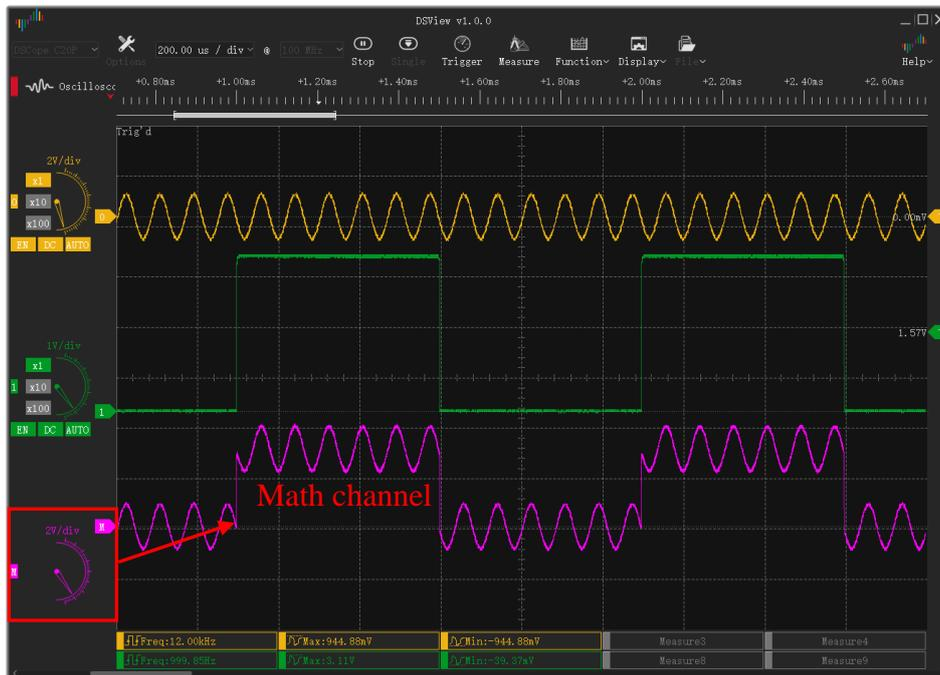 DSView v1.0.0
DSCope C20P
Options
200.00 us / div
@
100 MHz
Stop
Single
Trigger
Measure
Function
Display
File
Help
Oscillosc
+0.80ms +1.00ms +1.20ms +1.40ms +1.60ms +1.80ms +2.00ms +2.20ms +2.40ms +2.60ms
Trig'd
2V/div
x1
0 x10
x100
EN DC AUTO
0
0.00mV
1.57V
1V/div
x1
1 x10
x100
EN DC AUTO
1
Math channel
M
2V/div
M
Freq:12.00kHz Max:944.88mV Min:-944.88mV Measure3 Measure4
Freq:999.85Hz Max:3.11V Min:-39.37mV Measure8 Measure9